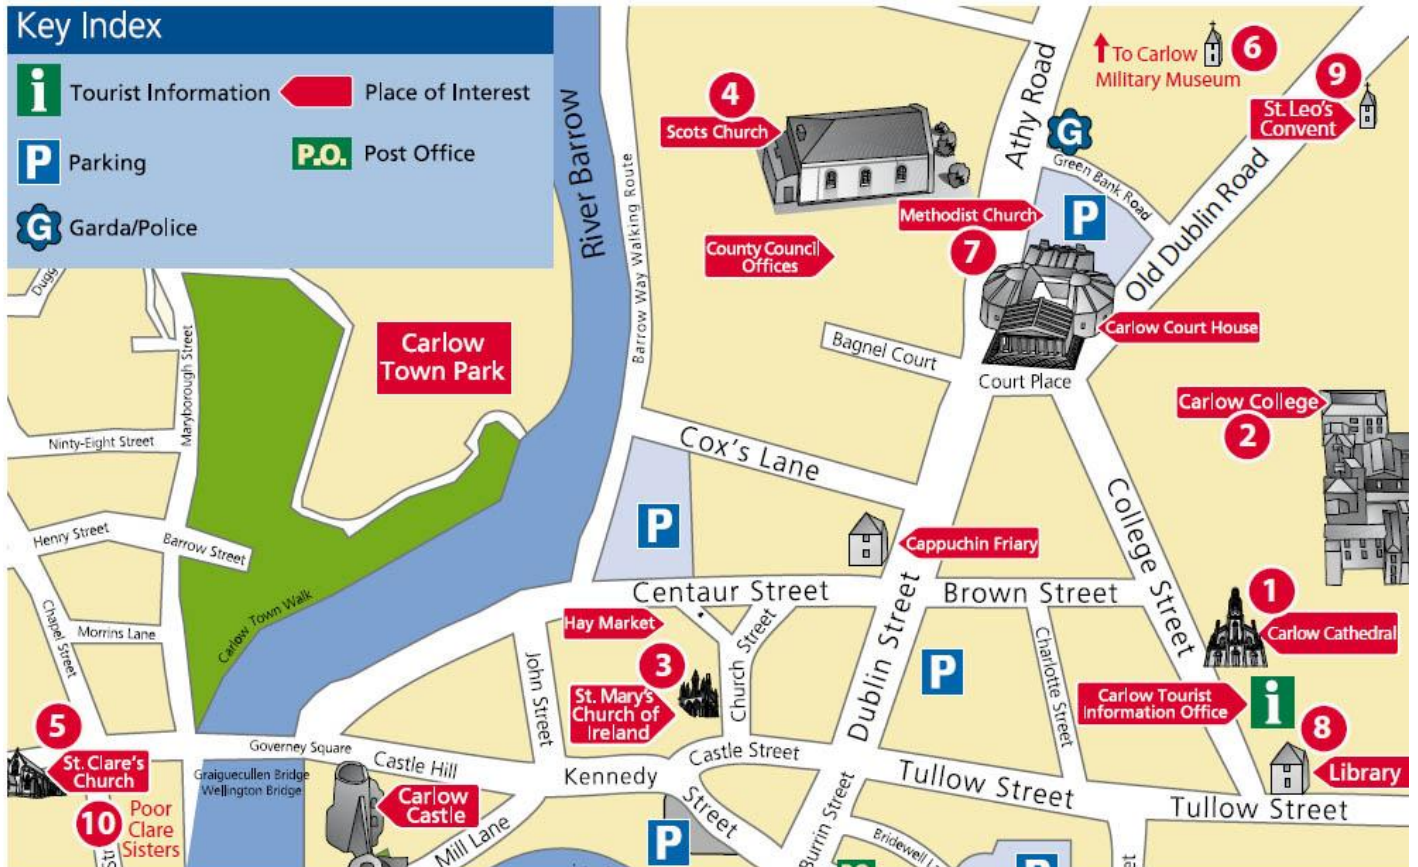 Key Index
i Tourist Information
Place of Interest
P Parking
P.O. Post Office
G Garda/Police
River Barrow
Barrow Way Walking Route
Athy Road
To Carlow
Military Museum
6
9
St. Leo's
Convent
4
Scots Church
G
Green Bank Road
Old Dublin Road
Methodist Church
7
P
County Council
Offices
Carlow Court House
Bagnel Court
Court Place
Carlow
Town Park
Maryborough Street
Ninty-Eight Street
Henry Street
Barrow Street
Carlow Town Walk
Chapel Street
Morrins Lane
Cox's Lane
P
Carlow College
2
College Street
Cappuchin Friary
Centaur Street
Brown Street
Dublin Street
Hay Market
Church Street
John Street
3
St. Mary's
Church of
Ireland
P
Charlotte Street
1
Carlow Cathedral
Carlow Tourist
Information Office
i
8
Library
5
St. Clare's
Church
10
Poor
Clare
Sisters
Governey Square
Graiguecullen Bridge
Wellington Bridge
Castle Hill
Carlow
Castle
Mill Lane
Kennedy
Street
Castle Street
P
Tullow Street
Tullow Street
Burrin Street
Bridewell
P.O.
P